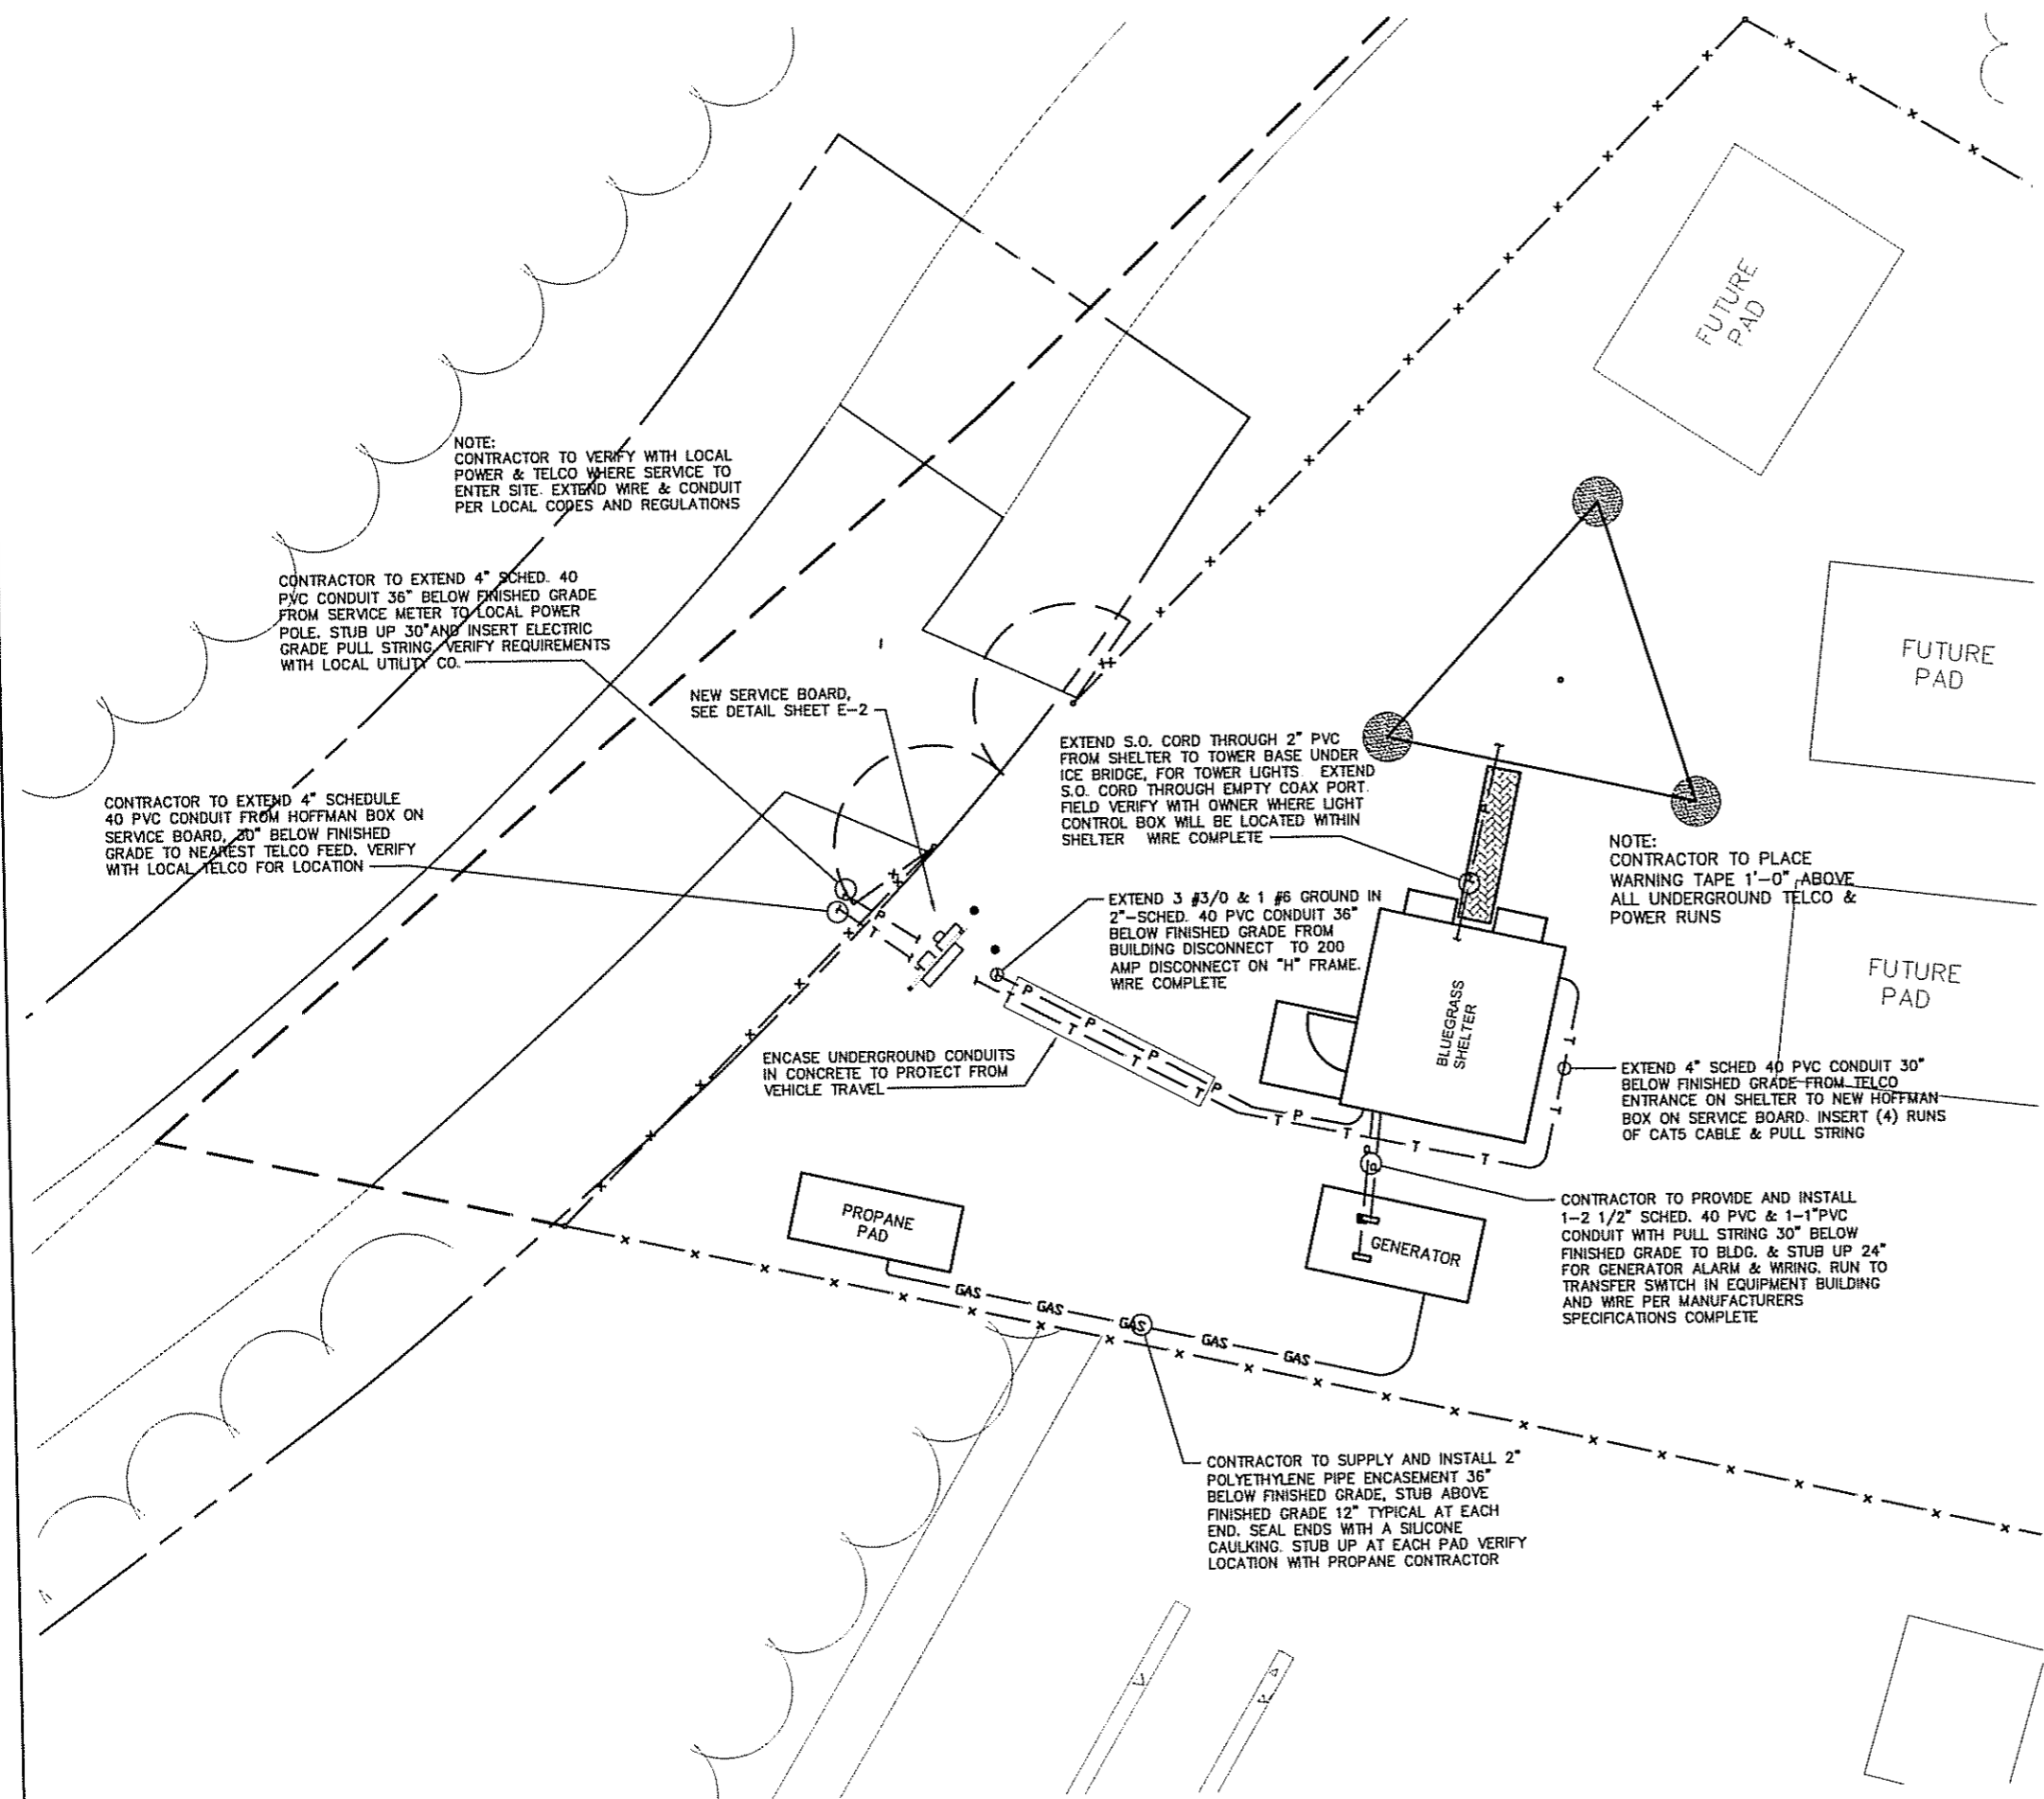 NOTE:
CONTRACTOR TO VERIFY WITH LOCAL
POWER & TELCO WHERE SERVICE TO
ENTER SITE. EXTEND WIRE & CONDUIT
PER LOCAL CODES AND REGULATIONS
CONTRACTOR TO EXTEND 4" SCHED. 40
PVC CONDUIT 36" BELOW FINISHED GRADE
FROM SERVICE METER TO LOCAL POWER
POLE. STUB UP 30" AND INSERT ELECTRIC
GRADE PULL STRING. VERIFY REQUIREMENTS
WITH LOCAL UTILITY CO.
NEW SERVICE BOARD,
SEE DETAIL SHEET E-2
CONTRACTOR TO EXTEND 4" SCHEDULE
40 PVC CONDUIT FROM HOFFMAN BOX ON
SERVICE BOARD, 30" BELOW FINISHED
GRADE TO NEAREST TELCO FEED. VERIFY
WITH LOCAL TELCO FOR LOCATION
EXTEND S.O. CORD THROUGH 2" PVC
FROM SHELTER TO TOWER BASE UNDER
ICE BRIDGE, FOR TOWER LIGHTS. EXTEND
S.O. CORD THROUGH EMPTY COAX PORT.
FIELD VERIFY WITH OWNER WHERE LIGHT
CONTROL BOX WILL BE LOCATED WITHIN
SHELTER WIRE COMPLETE
EXTEND 3 #3/0 & 1 #6 GROUND IN
2"-SCHED. 40 PVC CONDUIT 36"
BELOW FINISHED GRADE FROM
BUILDING DISCONNECT TO 200
AMP DISCONNECT ON "H" FRAME.
WIRE COMPLETE
ENCASE UNDERGROUND CONDUITS
IN CONCRETE TO PROTECT FROM
VEHICLE TRAVEL
FUTURE
PAD
FUTURE
PAD
NOTE:
CONTRACTOR TO PLACE
WARNING TAPE 1'-0" ABOVE
ALL UNDERGROUND TELCO &
POWER RUNS
FUTURE
PAD
BLUEGRASS
SHELTER
P
T
P
P
P
P
P
T
T
T
T
T
T
T
T
T
EXTEND 4" SCHED 40 PVC CONDUIT 30"
BELOW FINISHED GRADE FROM TELCO
ENTRANCE ON SHELTER TO NEW HOFFMAN
BOX ON SERVICE BOARD. INSERT (4) RUNS
OF CAT5 CABLE & PULL STRING
PROPANE
PAD
GENERATOR
CONTRACTOR TO PROVIDE AND INSTALL
1-2 1/2" SCHED. 40 PVC & 1-1"PVC
CONDUIT WITH PULL STRING 30" BELOW
FINISHED GRADE TO BLDG. & STUB UP 24"
FOR GENERATOR ALARM & WIRING. RUN TO
TRANSFER SWITCH IN EQUIPMENT BUILDING
AND WIRE PER MANUFACTURERS
SPECIFICATIONS COMPLETE
GAS GAS GAS GAS GAS
CONTRACTOR TO SUPPLY AND INSTALL 2"
POLYETHYLENE PIPE ENCASEMENT 36"
BELOW FINISHED GRADE, STUB ABOVE
FINISHED GRADE 12" TYPICAL AT EACH
END. SEAL ENDS WITH A SILICONE
CAULKING. STUB UP AT EACH PAD VERIFY
LOCATION WITH PROPANE CONTRACTOR